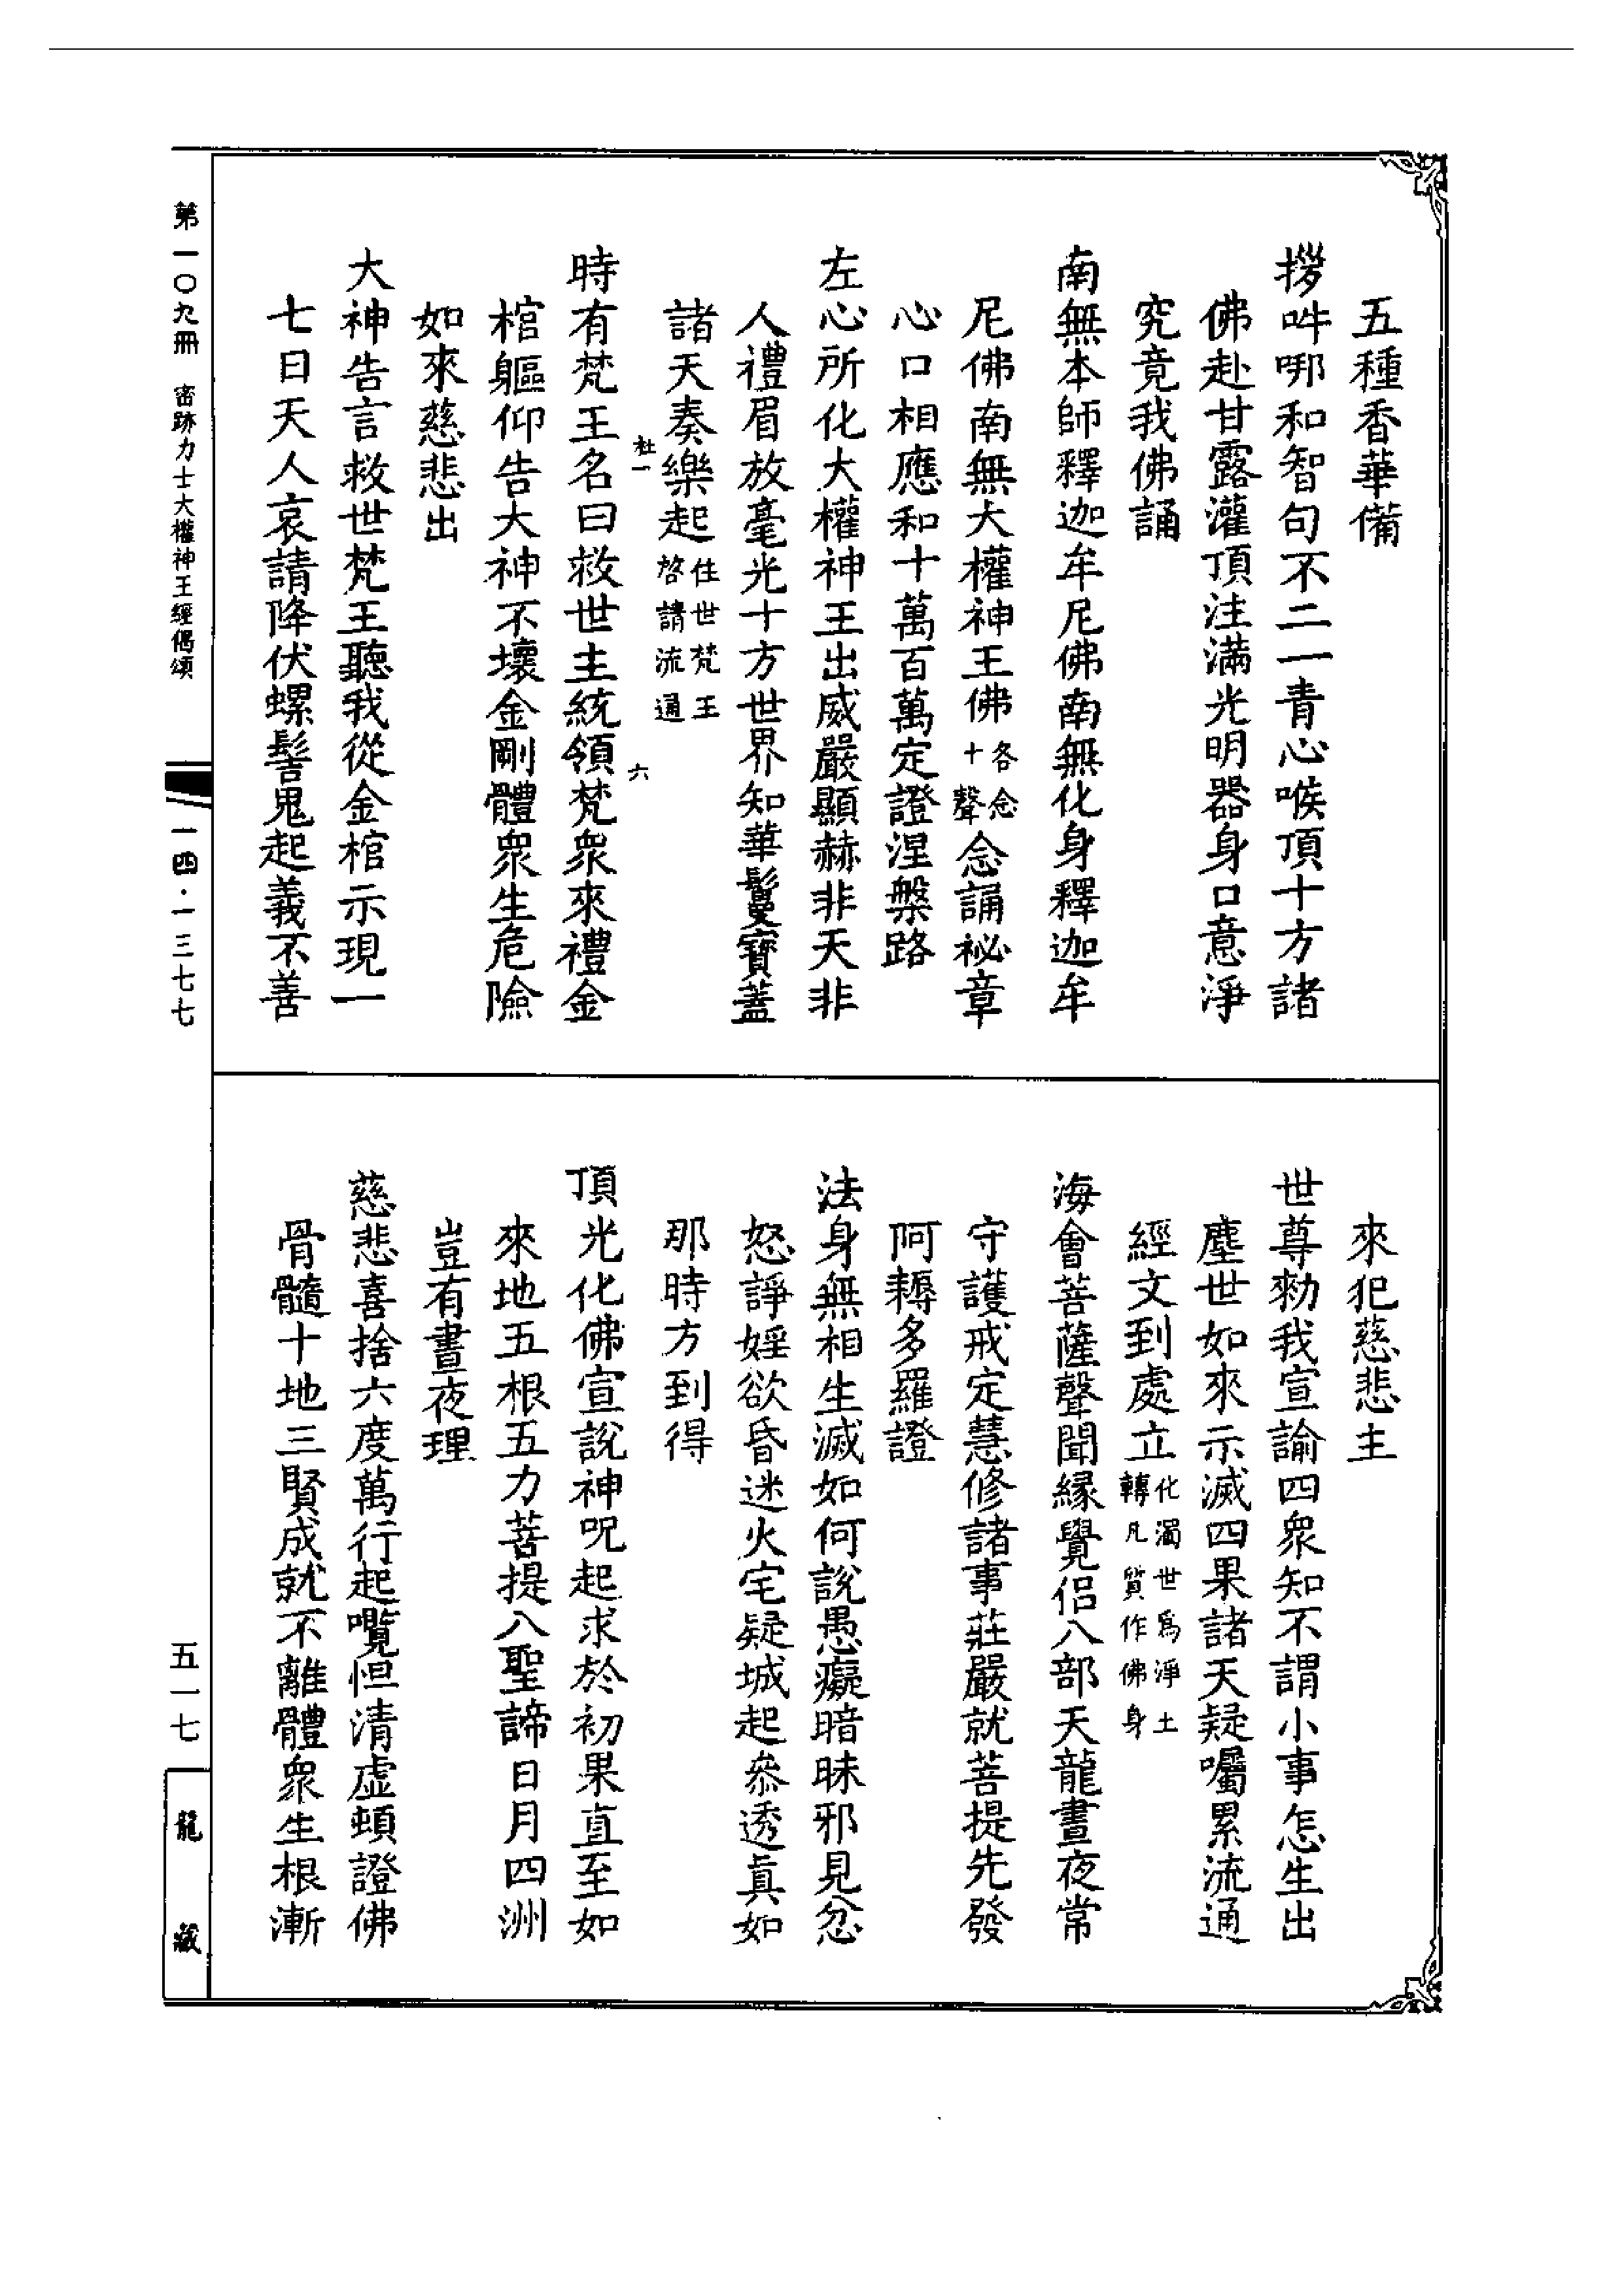 五種香華備
拶吽哪和智句不二一青心喉頂十方諸
佛赴甘露灌頂注滿光明器身口意淨
究竟我佛誦
南無本師釋迦牟尼佛南無化身釋迦牟
尼佛南無大權神王佛各念十聲念誦祕章
心口相應和十萬百萬定證涅槃路
左心所化大權神王出威嚴顯赫非天非
人禮眉放毫光十方世界知華鬘寶蓋
諸天奏樂起住世梵王啓請流通
杜一
六
時有梵王名曰救世主統領梵衆來禮金
棺軀仰告大神不壞金剛體衆生危險
如來慈悲出
大神告言救世梵王聽我從金棺示現一
七日天人哀請降伏螺髻鬼起義不善
來犯慈悲主
世尊勑我宣諭四衆知不謂小事怎生出
塵世如來示滅四果諸天疑囑累流通
經文到處立化濁世爲淨土轉凡質作佛身
海會菩薩聲聞緣覺侶八部天龍晝夜常
守護戒定慧修諸事莊嚴就菩提先發
阿耨多羅證
法身無相生滅如何說愚癡暗昧邪見忿
怒諍婬欲昏迷火宅疑城起叅透真如
那時方到得
頂光化佛宣說神呪起求於初果直至如
來地五根五力菩提八聖諦日月四洲
豈有晝夜理
慈悲喜捨六度萬行起嚂怛清虛頓證佛
骨髓十地三賢成就不離體衆生根漸
第一〇九冊 密跡力士大權神王經偈頌
一四·一三七七
五一七
龍藏